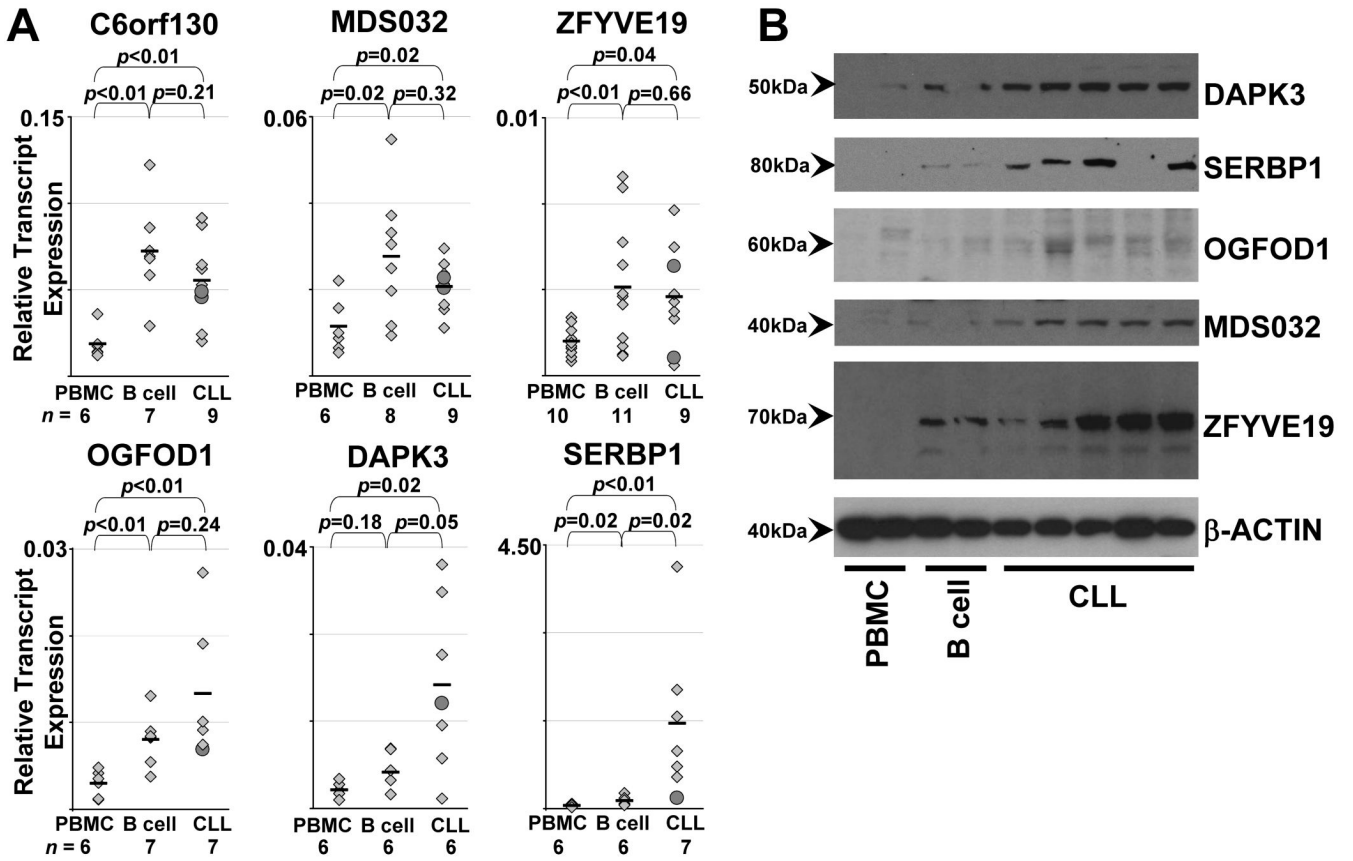 A
C6orf130
MDS032
ZFYVE19
p<0.01
p=0.02
p=0.04
p<0.01 p=0.21
p=0.02 p=0.32
p<0.01 p=0.66
0.15
0.06
0.01
Relative Transcript
Expression
PBMC B cell CLL
n = 6 7 9
PBMC B cell CLL
6 8 9
PBMC B cell CLL
10 11 9
OGFOD1
DAPK3
SERBP1
p<0.01
p=0.02
p<0.01
p<0.01 p=0.24
p=0.18 p=0.05
p=0.02 p=0.02
0.03
0.04
4.50
Relative Transcript
Expression
PBMC B cell CLL
n = 6 7 7
PBMC B cell CLL
6 6 6
PBMC B cell CLL
6 6 7
B
50kDa DAPK3
80kDa SERBP1
60kDa OGFOD1
40kDa MDS032
70kDa ZFYVE19
40kDa β-ACTIN
PBMC
B cell
CLL